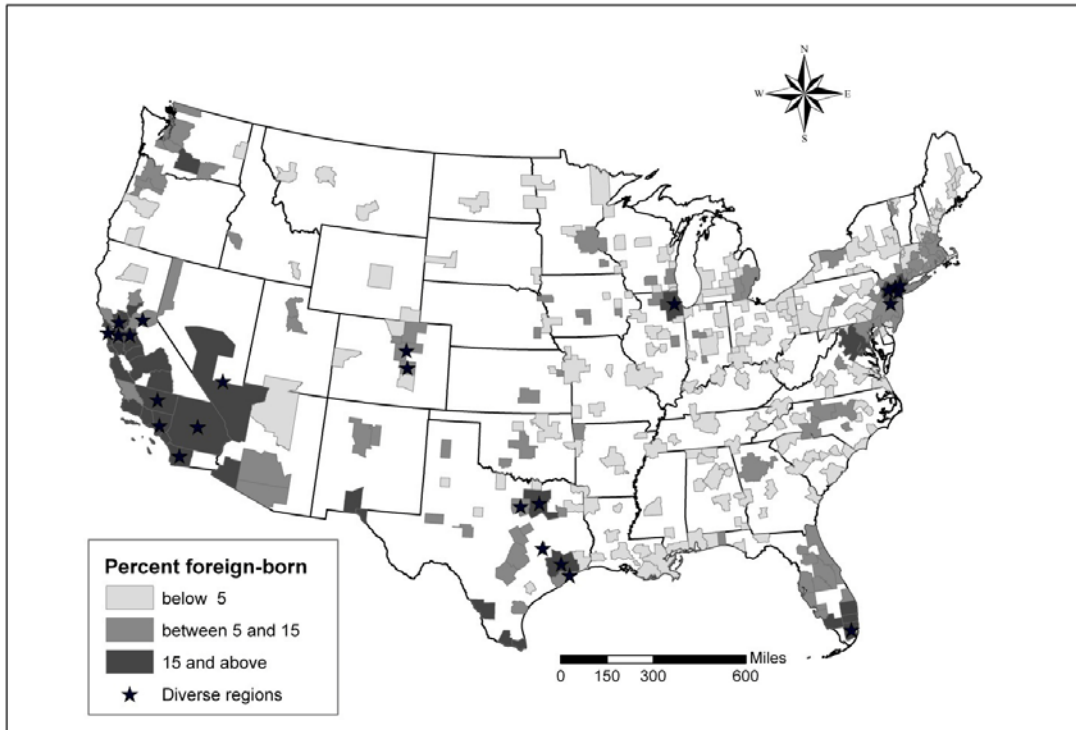 N
W E
S
Percent foreign-born
below 5
between 5 and 15
15 and above
Diverse regions
Miles
0 150 300 600